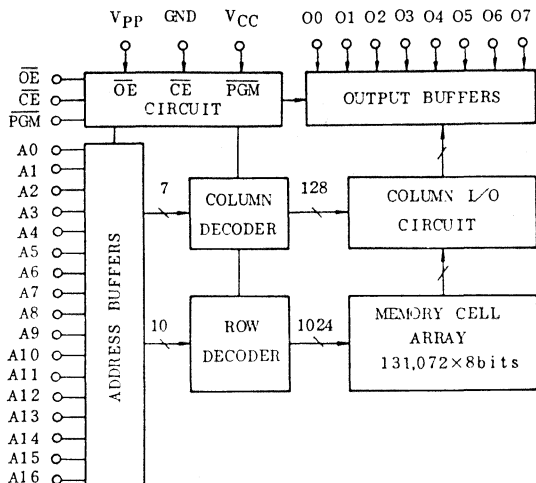 VPP GND VCC O0 O1 O2 O3 O4 O5 O6 O7
OE
CE
PGM
OE CE PGM
CIRCUIT
OUTPUT BUFFERS
A0
A1
A2
A3
A4
A5
A6
A7
A8
A9
A10
A11
A12
A13
A14
A15
A16
ADDRESS BUFFERS
7
COLUMN
DECODER
128
COLUMN I/O
CIRCUIT
10
ROW
DECODER
1024
MEMORY CELL
ARRAY
131,072×8bits